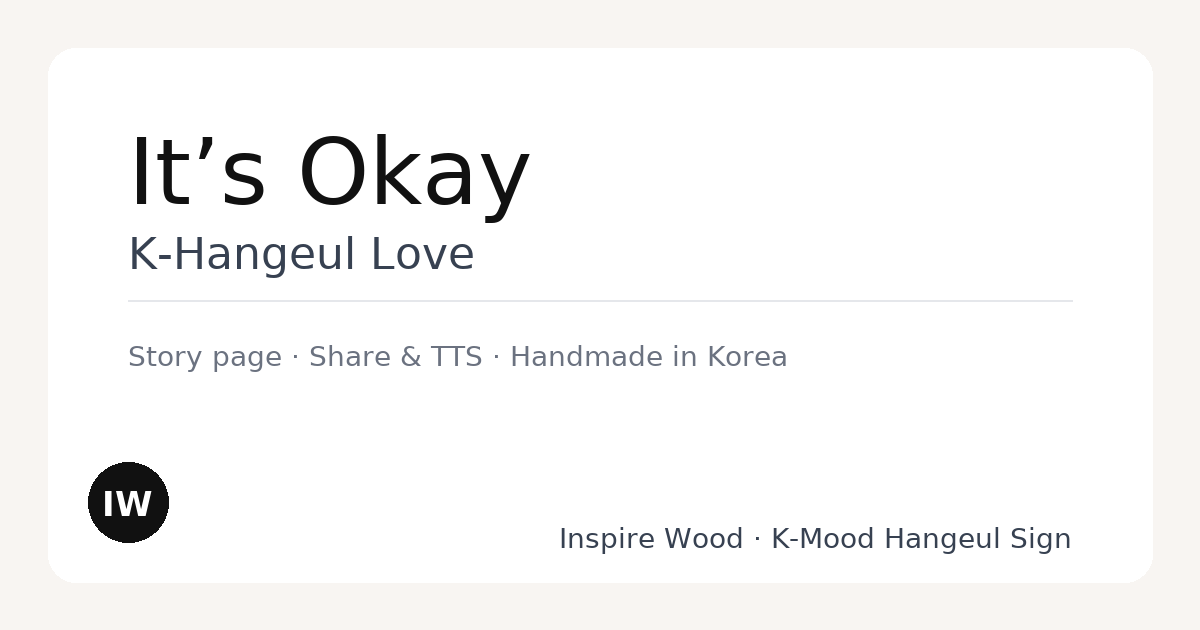 It’s Okay
K-Hangeul Love
Story page · Share & TTS · Handmade in Korea
IW
Inspire Wood · K-Mood Hangeul Sign